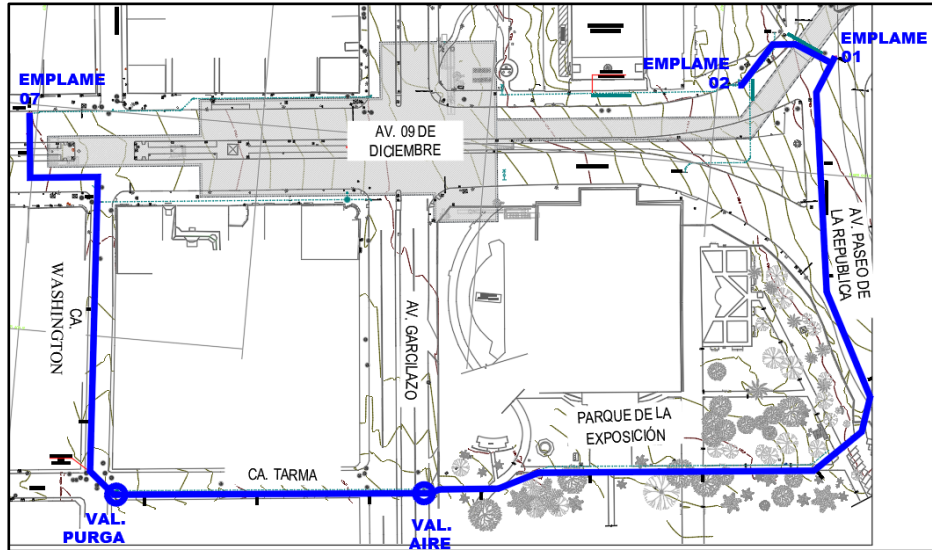 EMPLAME
01
EMPLAME
02
EMPLAME
07
AV. 09 DE
DICIEMBRE
AV. PASEO DE
LA REPUBLICA
CA.
WASHINGTON
AV. GARCILAZO
PARQUE DE LA
EXPOSICIÓN
CA. TARMA
VAL.
PURGA
VAL.
AIRE